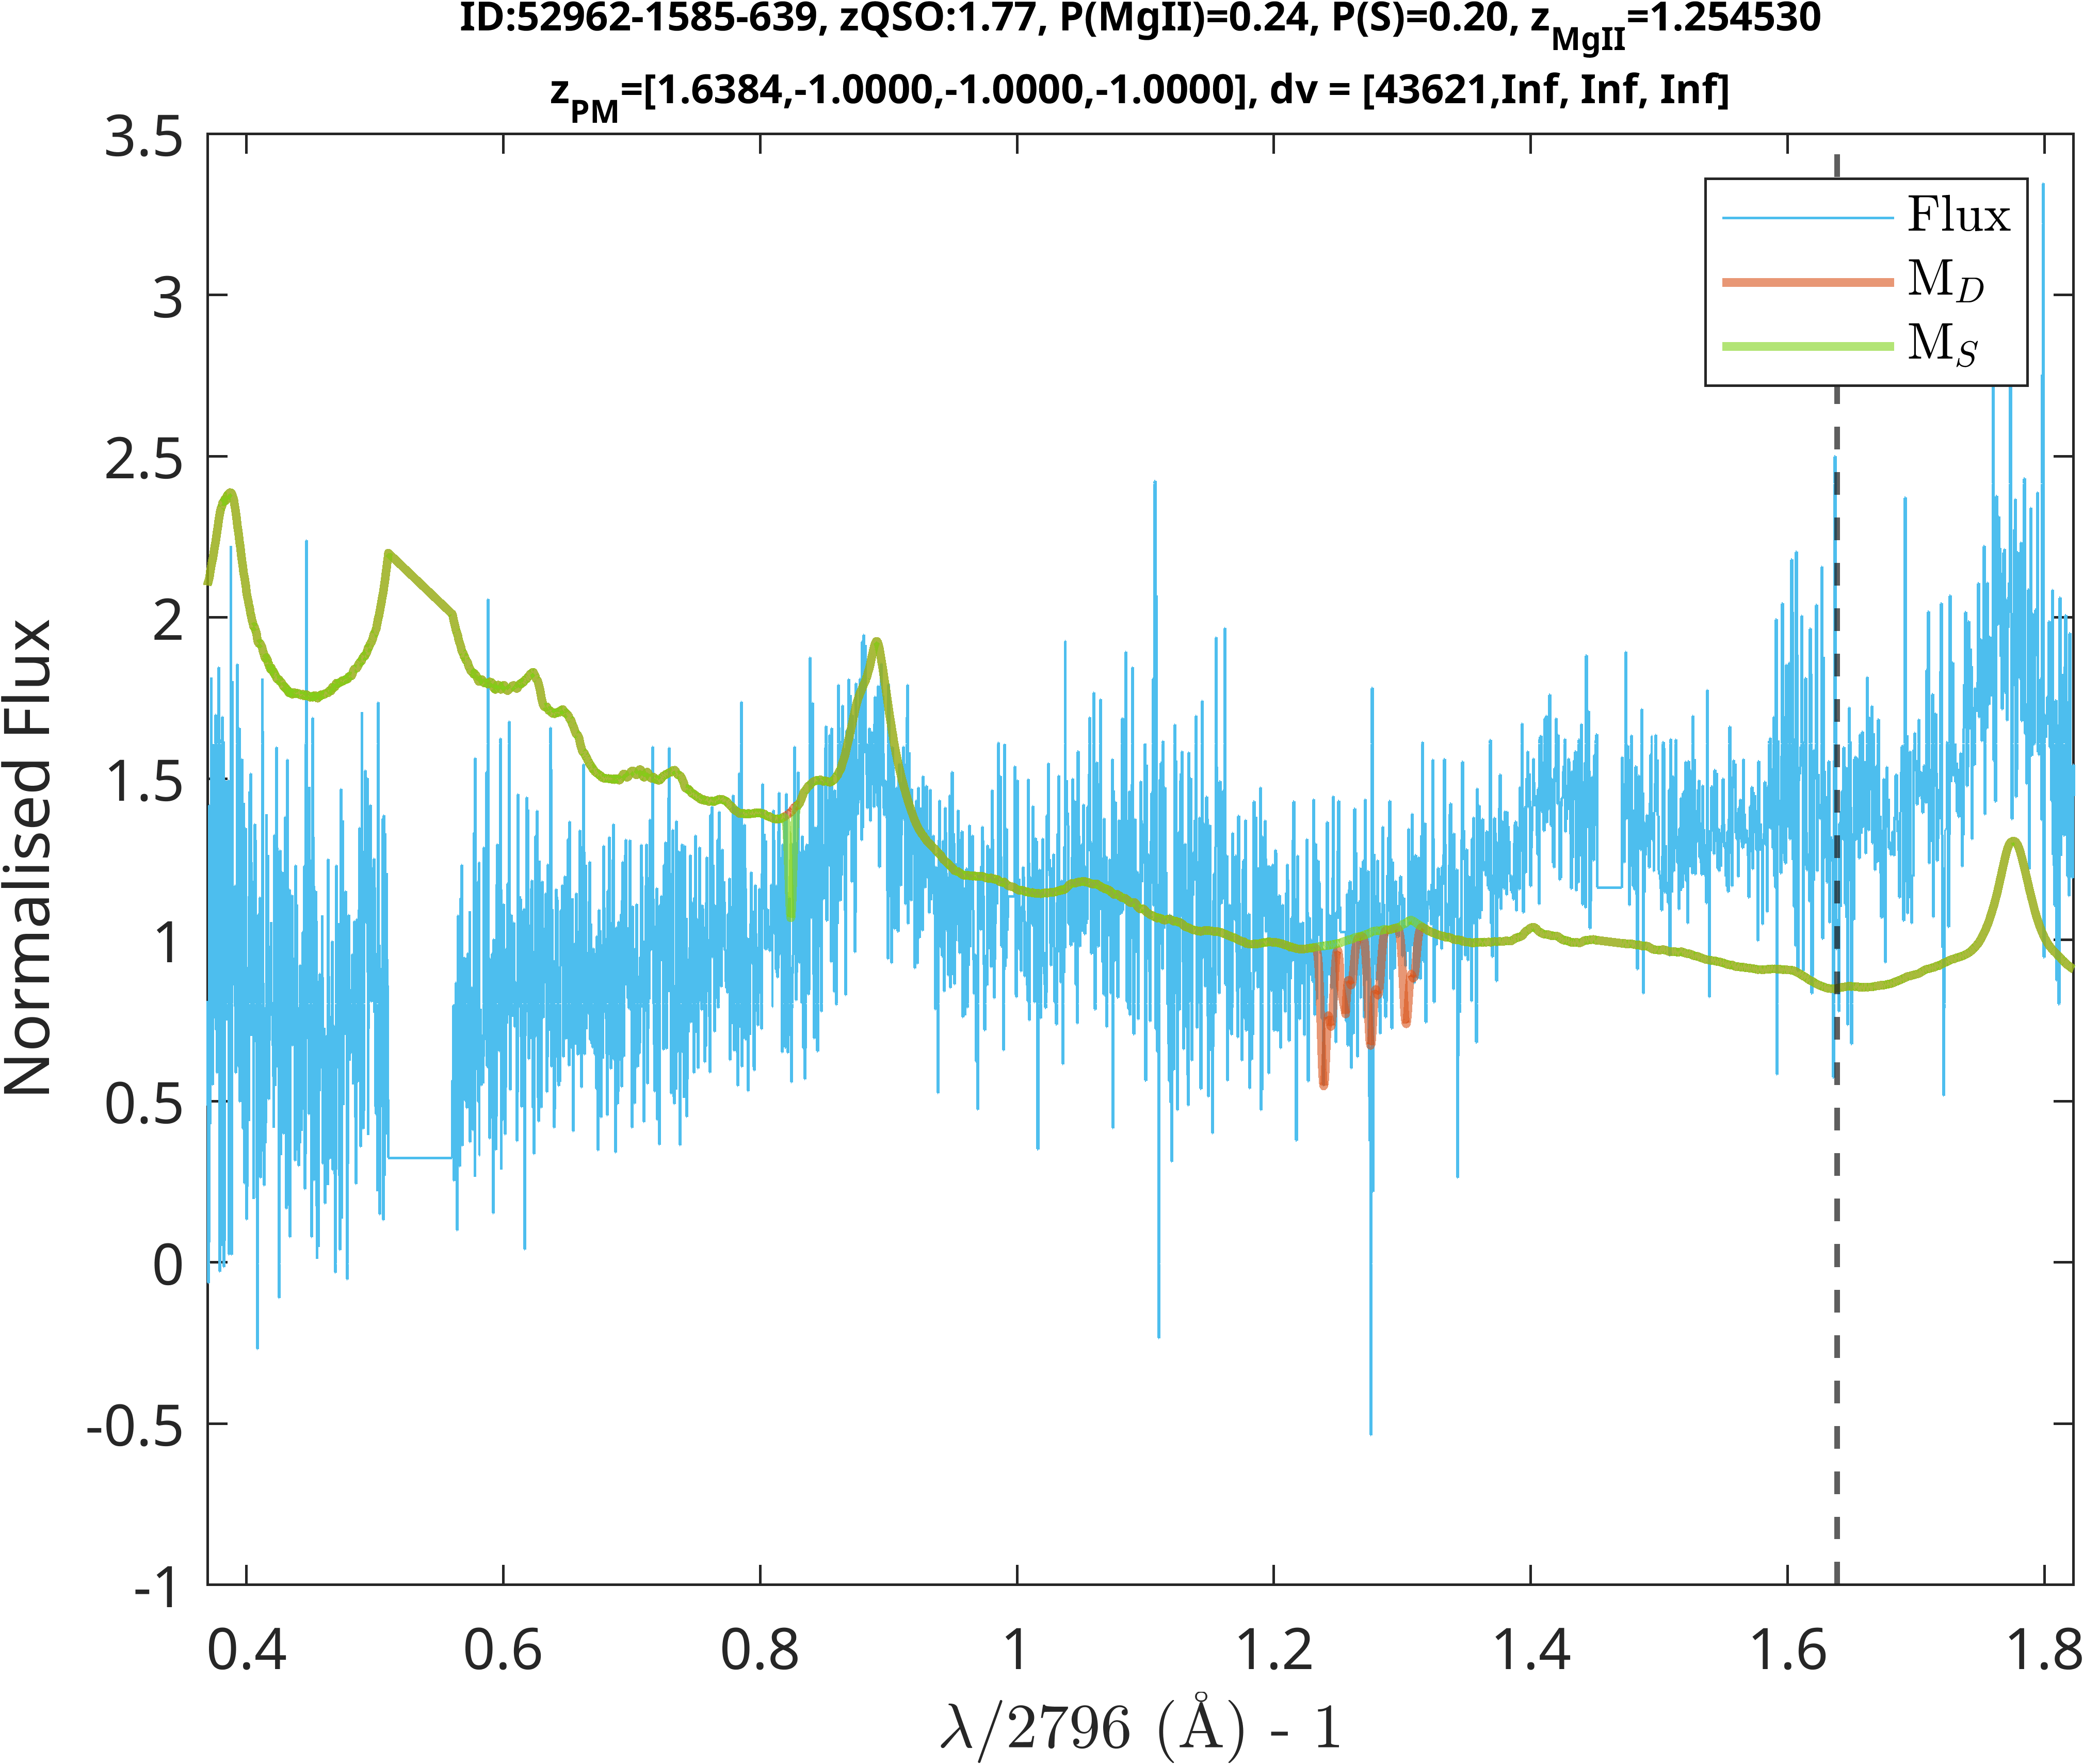 ID:52962-1585-639, zQSO:1.77, P(MgII)=0.24, P(S)=0.20, zMgII=1.254530
zPM=[1.6384,-1.0000,-1.0000,-1.0000], dv = [43621,Inf, Inf, Inf]
3.5
3
2.5
2
1.5
1
0.5
0
-0.5
-1
Normalised Flux
Flux
MD
MS
0.4 0.6 0.8 1 1.2 1.4 1.6 1.8
λ/2796 (Å) - 1